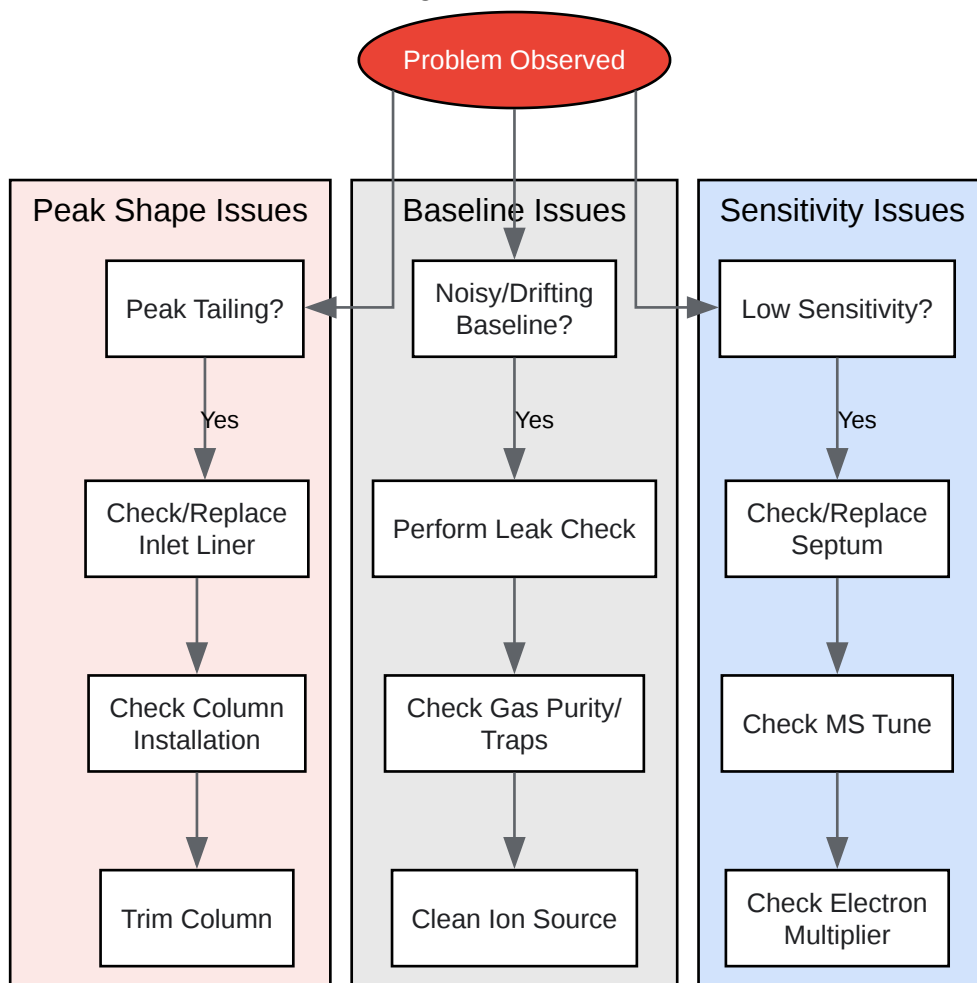 Problem Observed
Peak Shape Issues
Peak Tailing?
Yes
Check/Replace
Inlet Liner
Check Column
Installation
Trim Column
Baseline Issues
Noisy/Drifting
Baseline?
Yes
Perform Leak Check
Check Gas Purity/
Traps
Clean Ion Source
Sensitivity Issues
Low Sensitivity?
Yes
Check/Replace
Septum
Check MS Tune
Check Electron
Multiplier